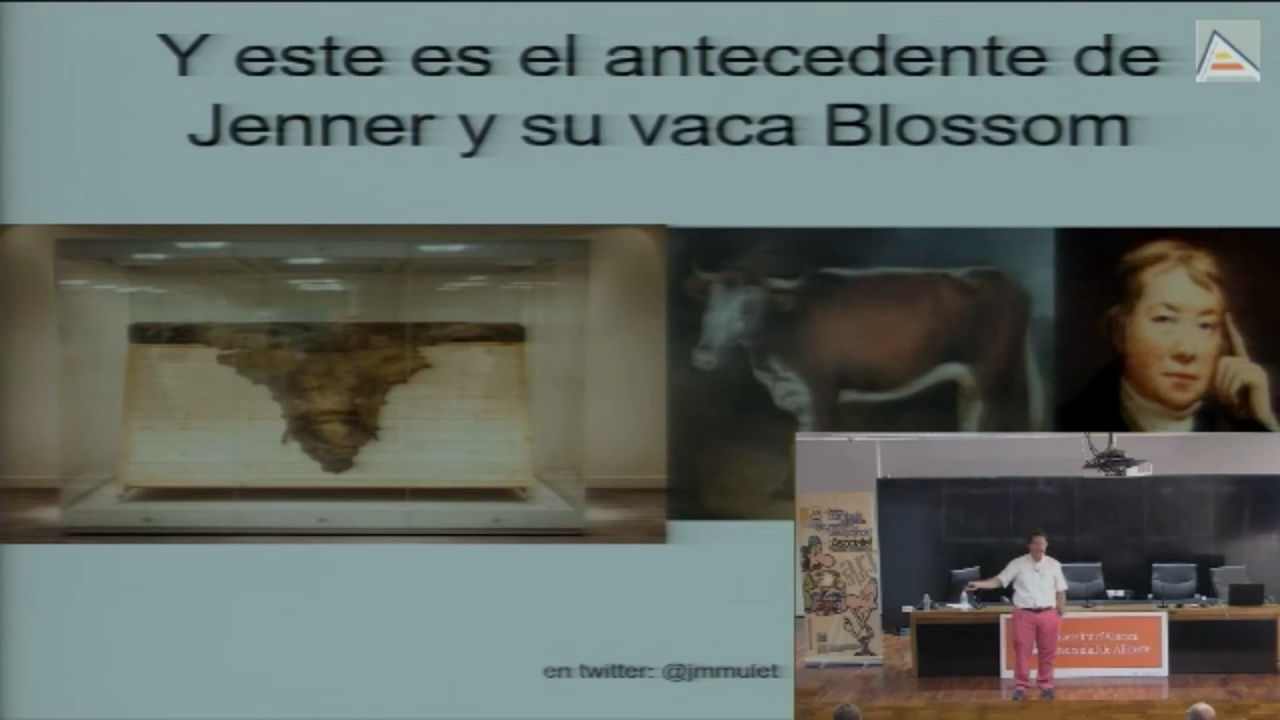 Y este es el antecedente de
Jenner y su vaca Blossom
en twitter: @jmmulet